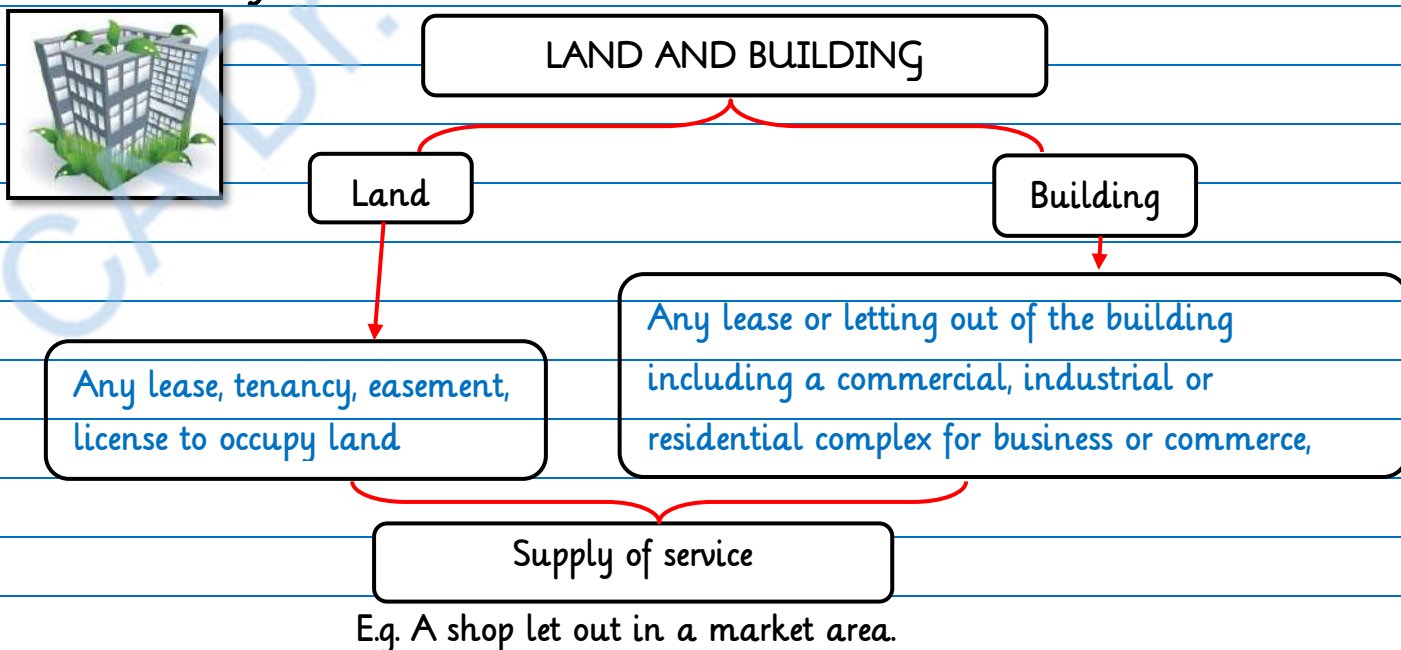 LAND AND BUILDING
Land
Building
Any lease, tenancy, easement,
license to occupy land
Any lease or letting out of the building
including a commercial, industrial or
residential complex for business or commerce,
Supply of service
E.g. A shop let out in a market area.
CADr.